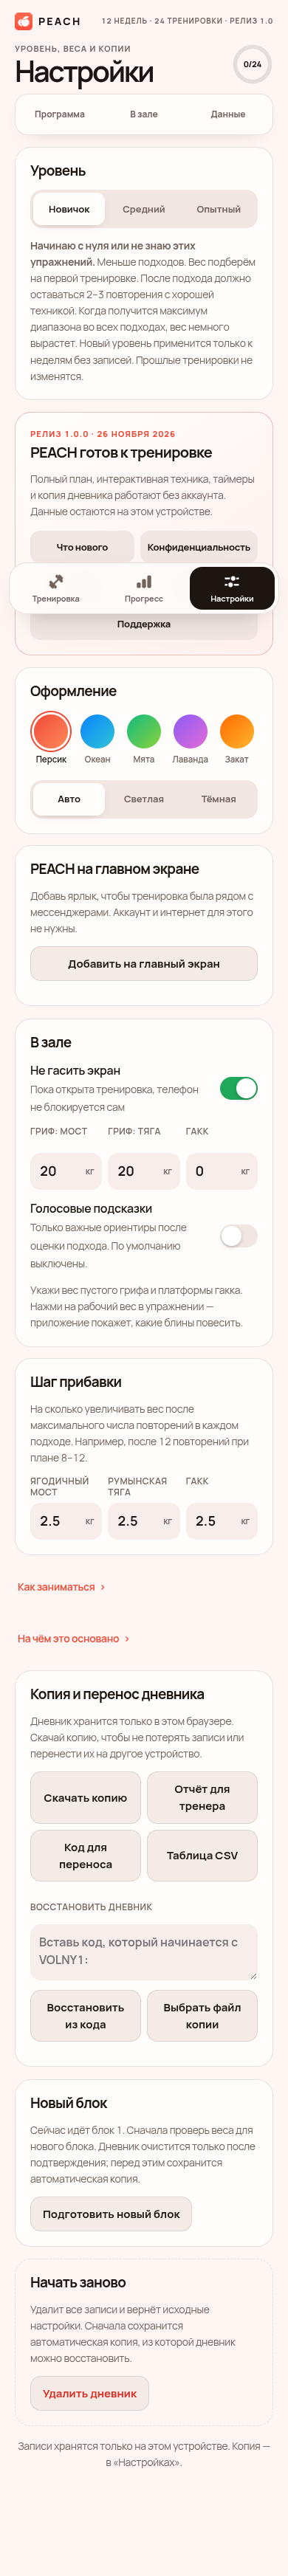 PEACH
12 НЕДЕЛЬ · 24 ТРЕНИРОВКИ · РЕЛИЗ 1.0
УРОВЕНЬ, ВЕСА И КОПИИ
Настройки
0/24
Программа
В зале
Данные
Уровень
Новичок
Средний
Опытный
Начинаю с нуля или не знаю этих
упражнений. Меньше подходов. Вес подберём
на первой тренировке. После подхода должно
оставаться 2–3 повторения с хорошей
техникой. Когда получится максимум
диапазона во всех подходах, вес немного
вырастет. Новый уровень применится только к
неделям без записей. Прошлые тренировки не
изменятся.
РЕЛИЗ 1.0.0 · 26 НОЯБРЯ 2026
PEACH готов к тренировке
Полный план, интерактивная техника, таймеры
и копия дневника работают без аккаунта.
Данные остаются на этом устройстве.
Что нового
Конфиденциальность
Тренировка
Прогресс
Настройки
Поддержка
Оформление
Персик
Океан
Мята
Лаванда
Закат
Авто
Светлая
Тёмная
PEACH на главном экране
Добавь ярлык, чтобы тренировка была рядом с
мессенджерами. Аккаунт и интернет для этого
не нужны.
Добавить на главный экран
В зале
Не гасить экран
Пока открыта тренировка, телефон
не блокируется сам
ГРИФ: МОСТ
ГРИФ: ТЯГА
ГАКК
20 кг
20 кг
0 кг
Голосовые подсказки
Только важные ориентиры после
оценки подхода. По умолчанию
выключены.
Укажи вес пустого грифа и платформы гакка.
Нажми на рабочий вес в упражнении —
приложение покажет, какие блины повесить.
Шаг прибавки
На сколько увеличивать вес после
максимального числа повторений в каждом
подходе. Например, после 12 повторений при
плане 8–12.
ЯГОДИЧНЫЙ
МОСТ
РУМЫНСКАЯ
ТЯГА
ГАКК
2.5 кг
2.5 кг
2.5 кг
Как заниматься ›
На чём это основано ›
Копия и перенос дневника
Дневник хранится только в этом браузере.
Скачай копию, чтобы не потерять записи или
перенести их на другое устройство.
Скачать копию
Отчёт для
тренера
Код для
переноса
Таблица CSV
ВОССТАНОВИТЬ ДНЕВНИК
Вставь код, который начинается с
VOLNY1:
Восстановить
из кода
Выбрать файл
копии
Новый блок
Сейчас идёт блок 1. Сначала проверь веса для
нового блока. Дневник очистится только после
подтверждения; перед этим сохранится
автоматическая копия.
Подготовить новый блок
Начать заново
Удалит все записи и вернёт исходные
настройки. Сначала сохранится
автоматическая копия, из которой дневник
можно восстановить.
Удалить дневник
Записи хранятся только на этом устройстве. Копия —
в «Настройках».